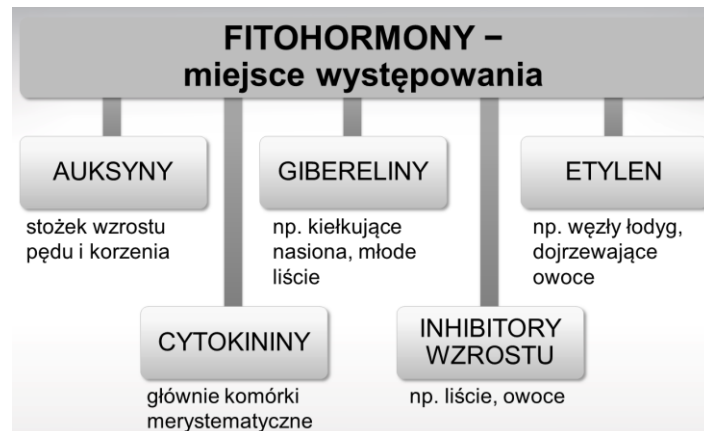 FITOHORMONY –
miejsce występowania
AUKSYNY
stożek wzrostu
pędu i korzenia
GIBERELINY
np. kiełkujące
nasiona, młode
liście
ETYLEN
np. węzły łodyg,
dojrzewające
owoce
CYTOKININY
głównie komórki
merystematyczne
INHIBITORY
WZROSTU
np. liście, owoce